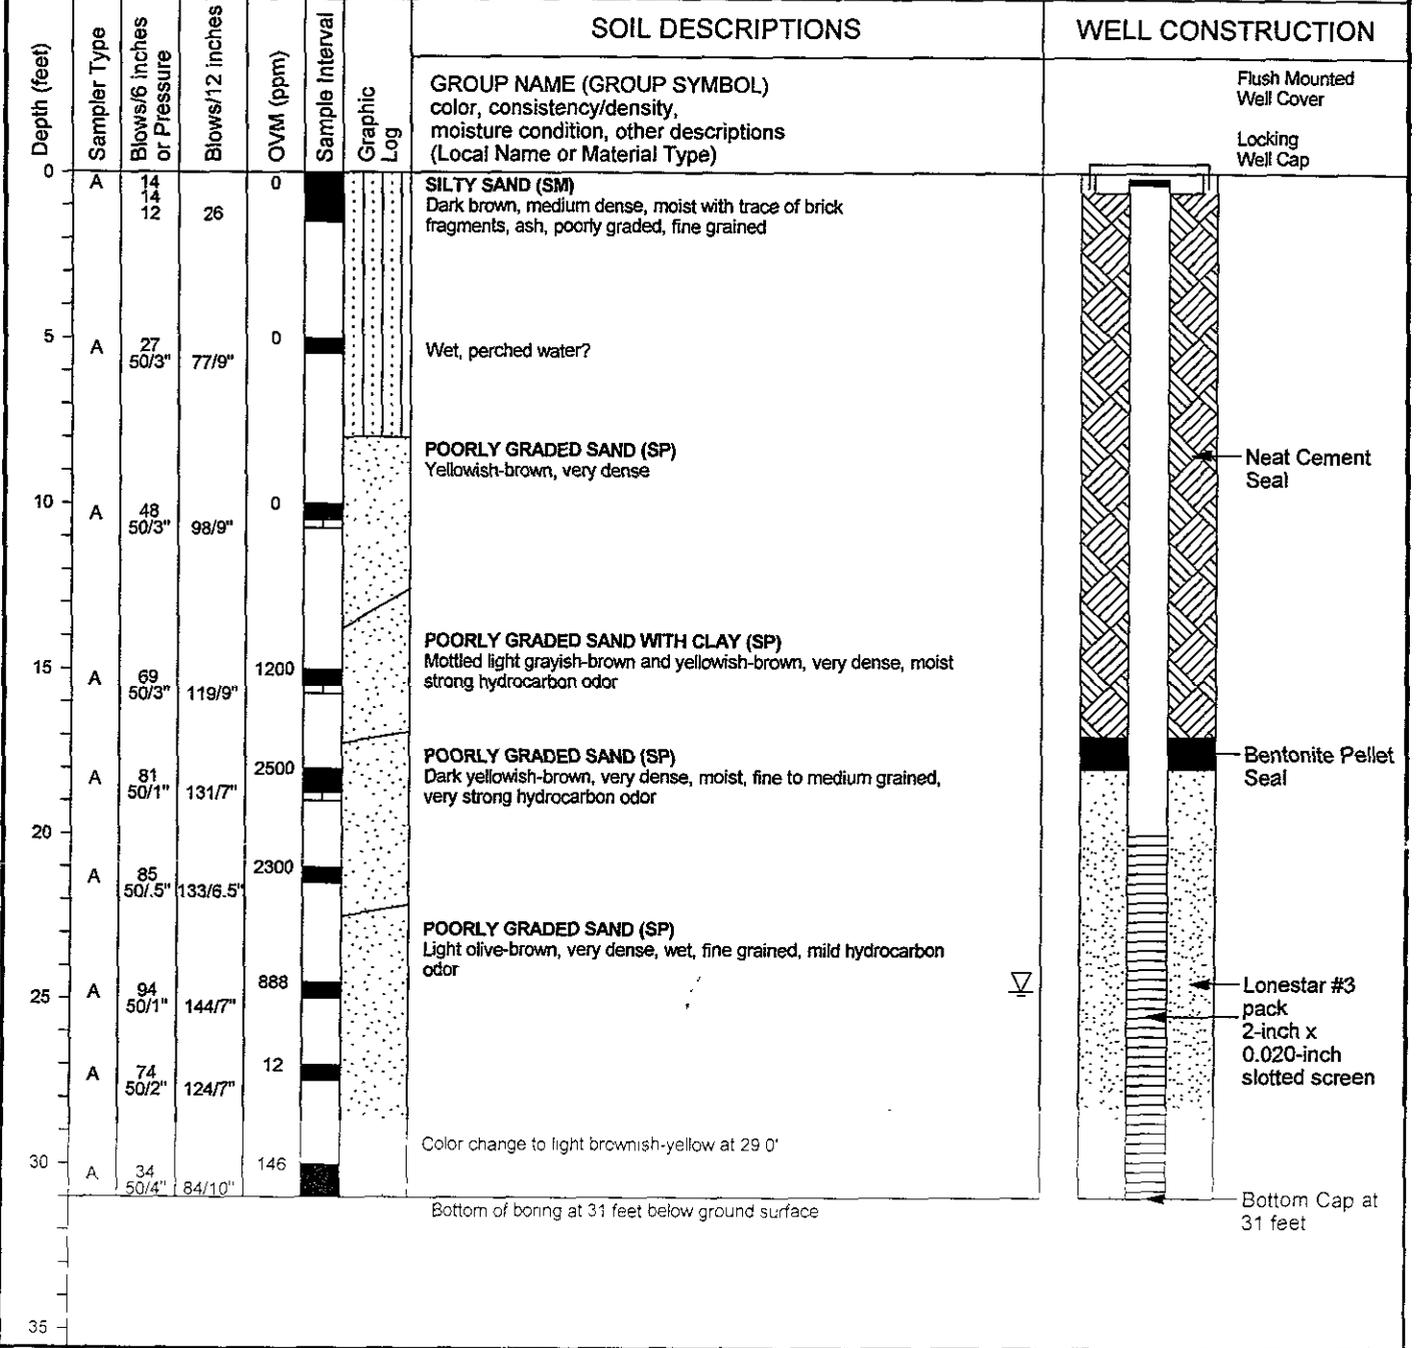 Depth (feet)
Sampler Type
Blows/6 inches
or Pressure
Blows/12 inches
OVM (ppm)
Sample Interval
Graphic
Log
SOIL DESCRIPTIONS
GROUP NAME (GROUP SYMBOL)
color, consistency/density,
moisture condition, other descriptions
(Local Name or Material Type)
WELL CONSTRUCTION
Flush Mounted
Well Cover
Locking
Well Cap
0
A
14
14
12
26
0
SILTY SAND (SM)
Dark brown, medium dense, moist with trace of brick
fragments, ash, poorly graded, fine grained
5
A
27
50/3"
77/9"
0
Wet, perched water?
POORLY GRADED SAND (SP)
Yellowish-brown, very dense
Neat Cement
Seal
10
A
48
50/3"
98/9"
0
POORLY GRADED SAND WITH CLAY (SP)
Mottled light grayish-brown and yellowish-brown, very dense, moist
strong hydrocarbon odor
15
A
69
50/3"
119/9"
1200
POORLY GRADED SAND (SP)
Dark yellowish-brown, very dense, moist, fine to medium grained,
very strong hydrocarbon odor
A
81
50/1"
131/7"
2500
Bentonite Pellet
Seal
20
A
85
50/.5"
133/6.5"
2300
POORLY GRADED SAND (SP)
Light olive-brown, very dense, wet, fine grained, mild hydrocarbon
odor
25
A
94
50/1"
144/7"
888
Lonestar #3
pack
2-inch x
0.020-inch
slotted screen
A
74
50/2"
124/7"
12
Color change to light brownish-yellow at 29 0'
30
A
34
50/4"
84/10"
146
Bottom of boring at 31 feet below ground surface
Bottom Cap at
31 feet
35